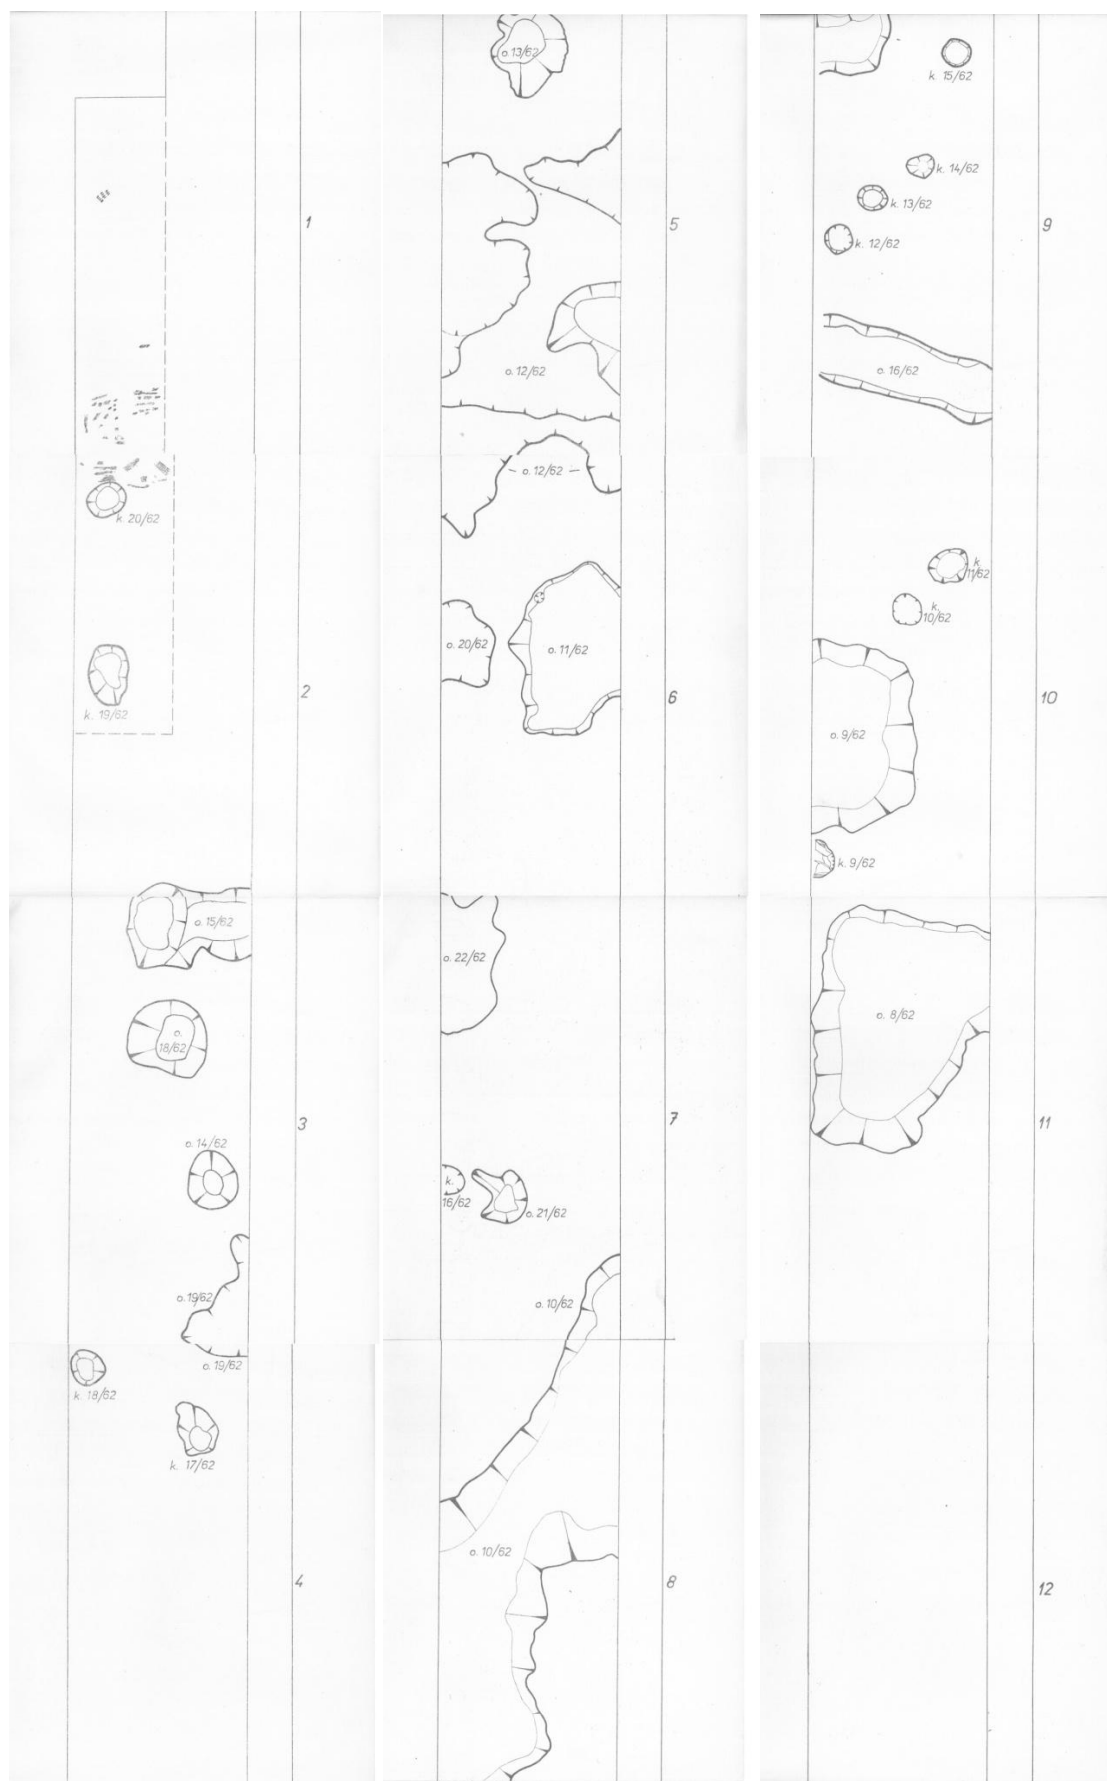 1
k. 20/62
2
k. 19/62
o. 15/62
o.
18/62
3
o. 14/62
o. 19/62
o. 19/62
k. 18/62
k. 17/62
4
o. 13/62
5
o. 12/62
– o. 12/62 –
o. 20/62
o. 11/62
6
o. 22/62
7
k.
16/62
o. 21/62
o. 10/62
o. 10/62
8
k. 15/62
k. 14/62
k. 13/62
9
k. 12/62
o. 16/62
k.
11/62
k.
10/62
10
o. 9/62
k. 9/62
o. 8/62
11
12